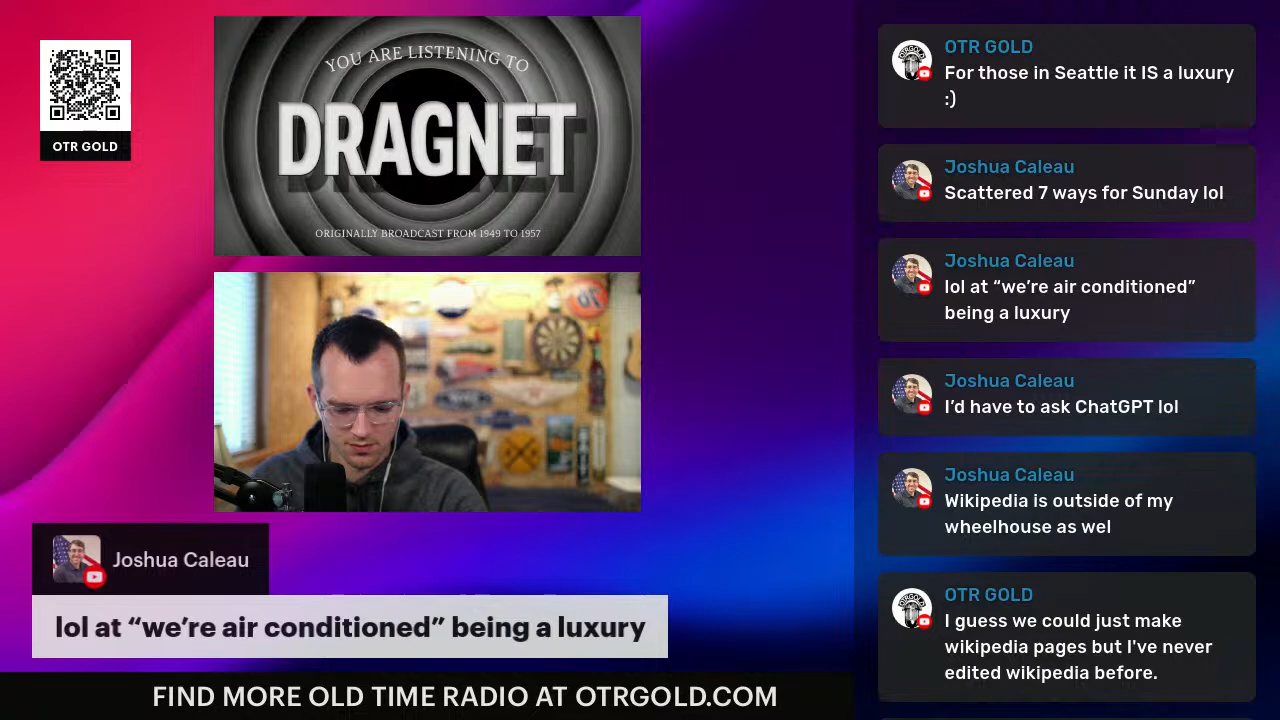 OTR GOLD
YOU ARE LISTENING TO
DRAGNET
ORIGINALLY BROADCAST FROM 1949 TO 1957
Joshua Caleau
lol at “we’re air conditioned” being a luxury
FIND MORE OLD TIME RADIO AT OTRGOLD.COM
OTR GOLD
For those in Seattle it IS a luxury
:)
Joshua Caleau
Scattered 7 ways for Sunday lol
Joshua Caleau
lol at “we’re air conditioned”
being a luxury
Joshua Caleau
I’d have to ask ChatGPT lol
Joshua Caleau
Wikipedia is outside of my
wheelhouse as wel
OTR GOLD
I guess we could just make
wikipedia pages but I've never
edited wikipedia before.